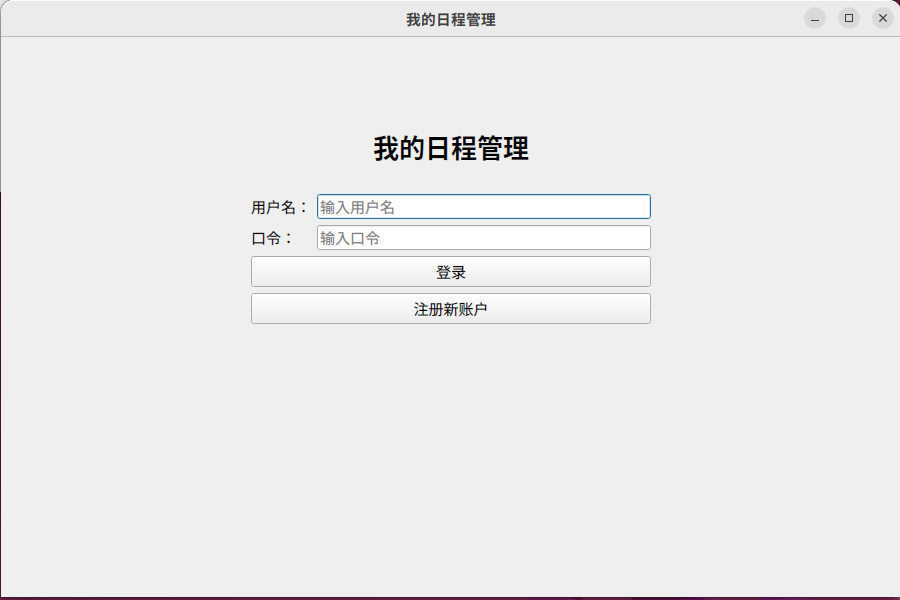 我的日程管理
我的日程管理
用户名： 输入用户名
口令： 输入口令
登录
注册新账户